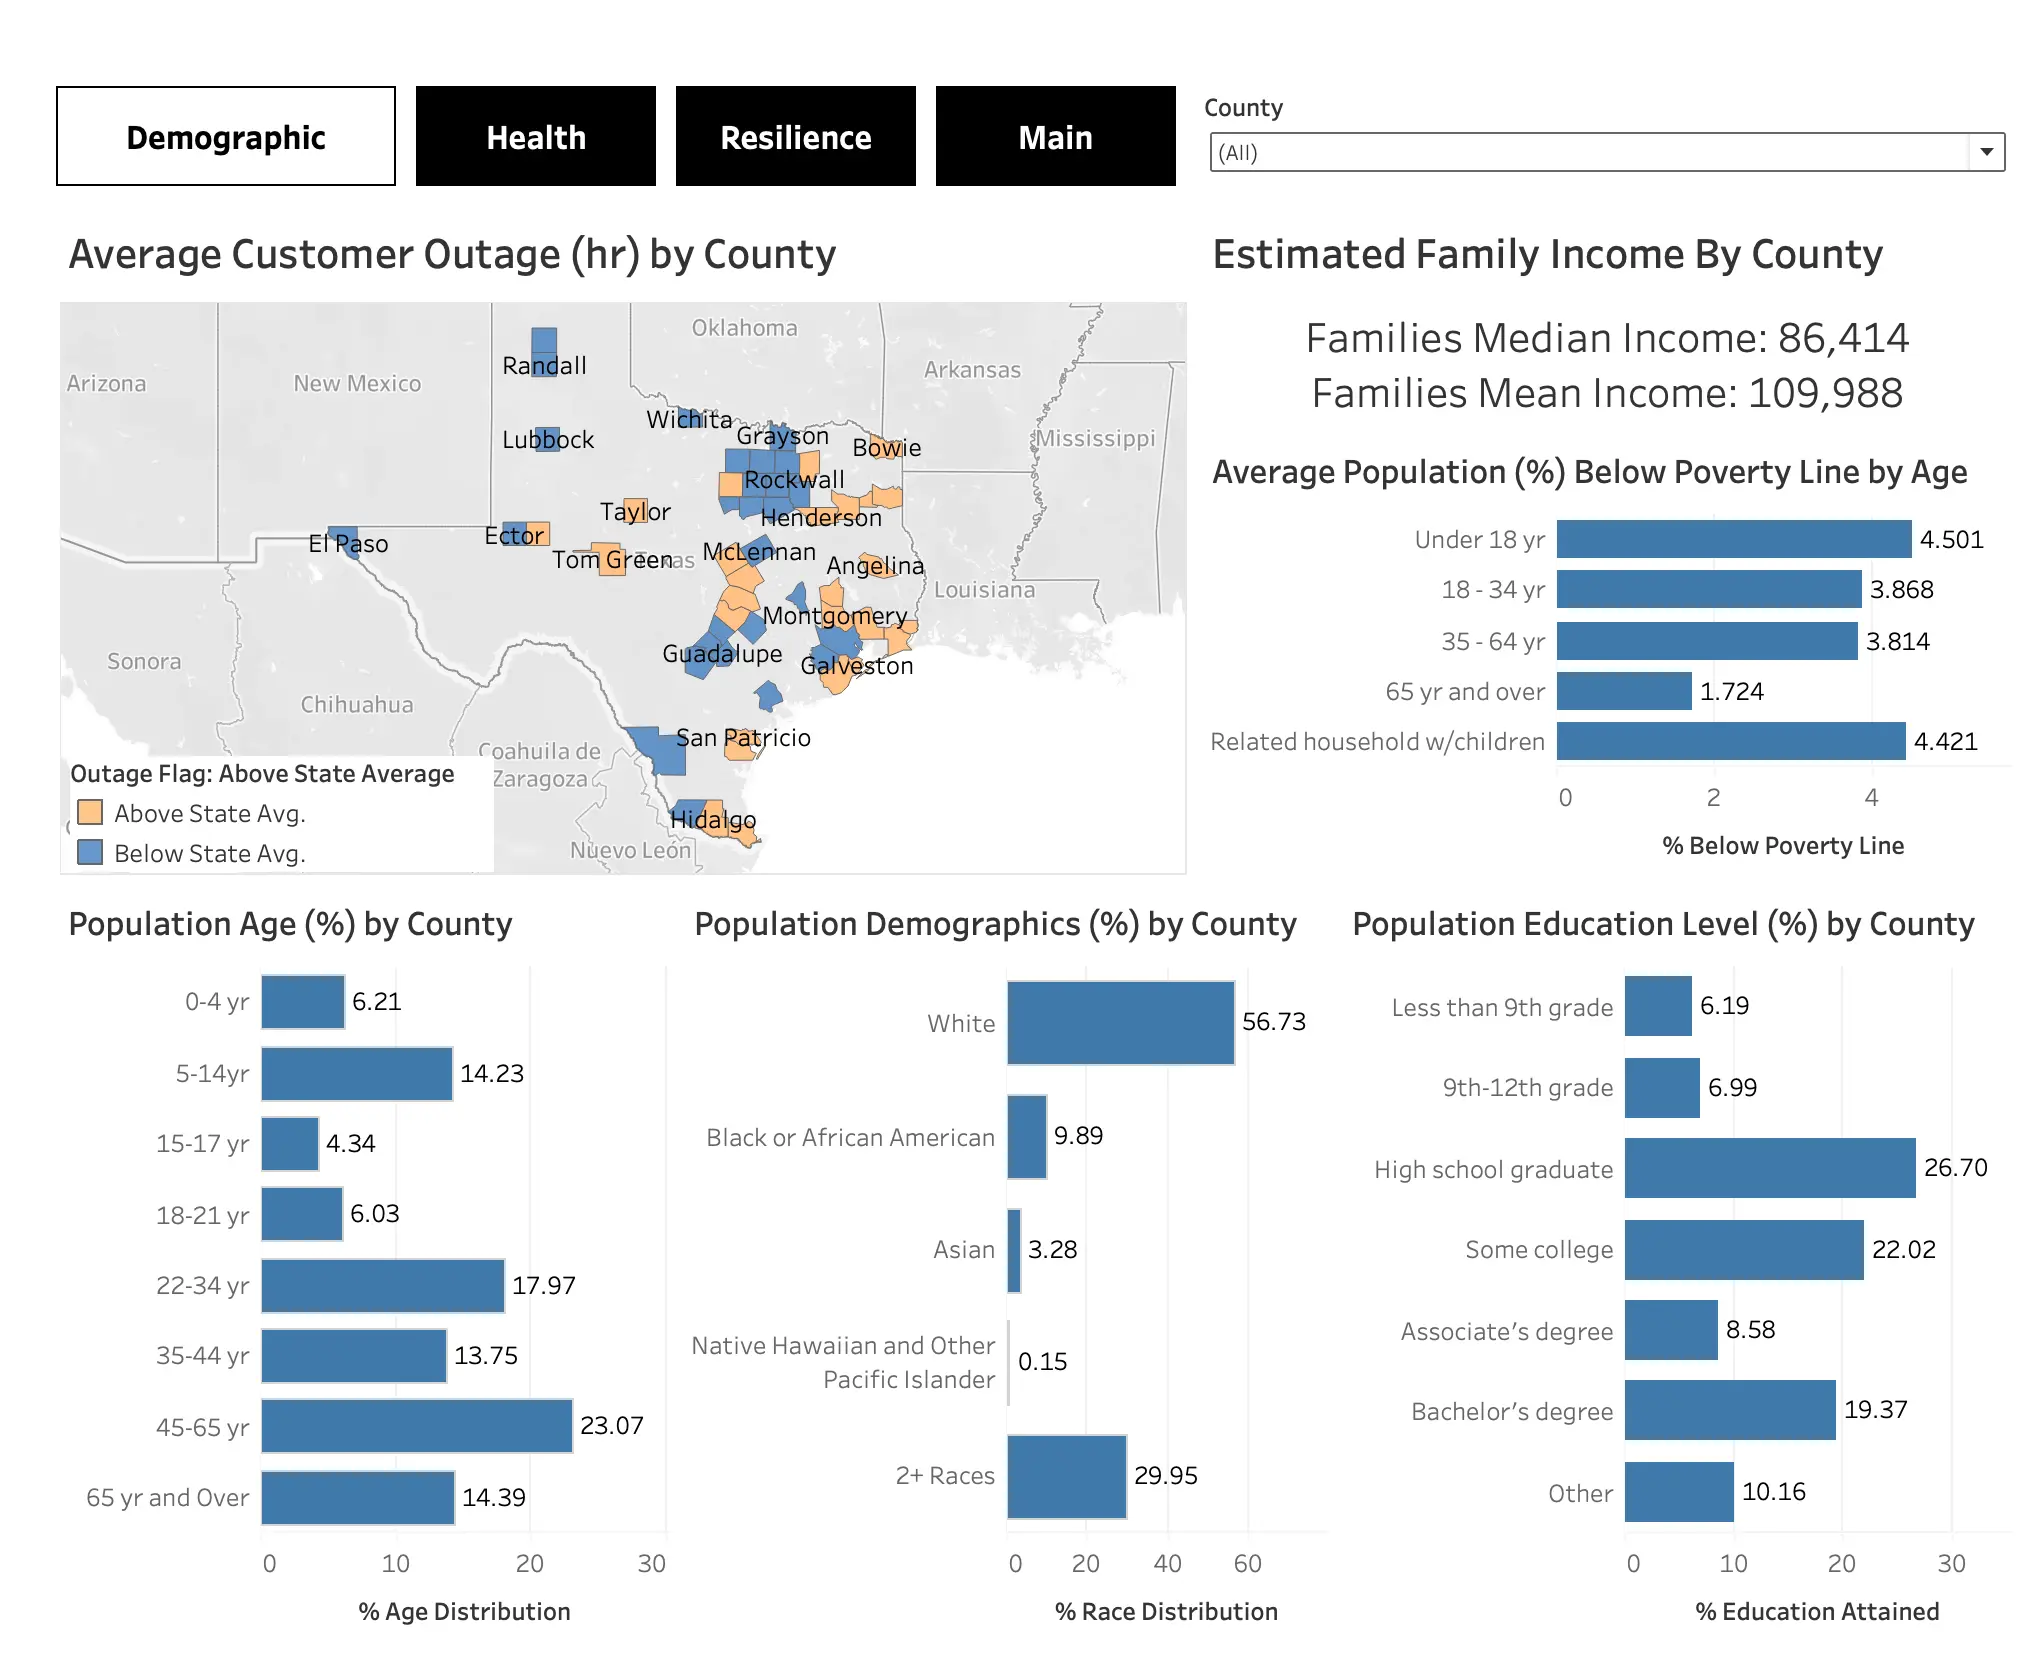 Demographic
Health
Resilience
Main
County
(All)
Average Customer Outage (hr) by County
Estimated Family Income By County
Families Median Income: 86,414
Families Mean Income: 109,988
Oklahoma
Arkansas
Arizona
New Mexico
Mississippi
Randall
Wichita
Lubbock
Grayson
Bowie
Rockwall
Taylor
Henderson
El Paso
Ector
Tom Green
Texas
McLennan
Angelina
Louisiana
Montgomery
Guadalupe
Galveston
Sonora
Chihuahua
San Patricio
Coahuila de
Zaragoza
Hidalgo
Nuevo León
Outage Flag: Above State Average
Above State Avg.
Below State Avg.
Average Population (%) Below Poverty Line by Age
Under 18 yr 4.501
18 - 34 yr 3.868
35 - 64 yr 3.814
65 yr and over 1.724
Related household w/children 4.421
0 2 4
% Below Poverty Line
Population Age (%) by County
0-4 yr 6.21
5-14yr 14.23
15-17 yr 4.34
18-21 yr 6.03
22-34 yr 17.97
35-44 yr 13.75
45-65 yr 23.07
65 yr and Over 14.39
0 10 20 30
% Age Distribution
Population Demographics (%) by County
White 56.73
Black or African American 9.89
Asian 3.28
Native Hawaiian and Other
Pacific Islander 0.15
2+ Races 29.95
0 20 40 60
% Race Distribution
Population Education Level (%) by County
Less than 9th grade 6.19
9th-12th grade 6.99
High school graduate 26.70
Some college 22.02
Associate's degree 8.58
Bachelor's degree 19.37
Other 10.16
0 10 20 30
% Education Attained